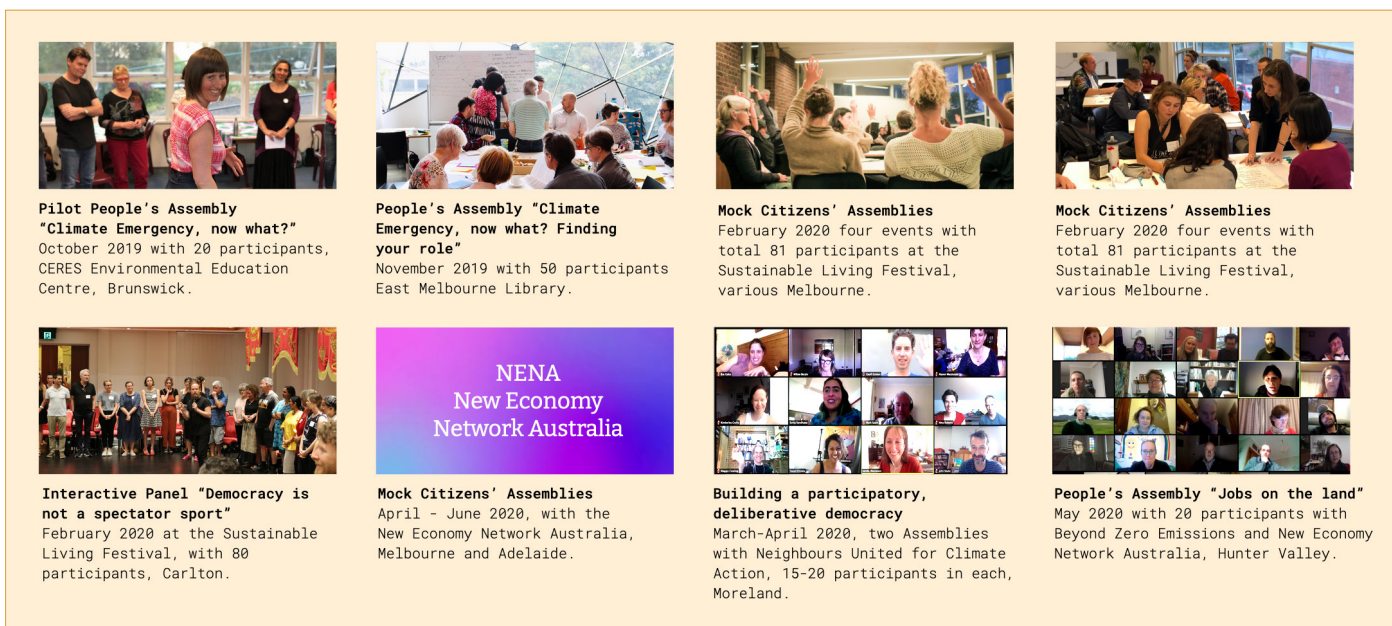 Pilot People’s Assembly
“Climate Emergency, now what?”
October 2019 with 20 participants,
CERES Environmental Education
Centre, Brunswick.
People’s Assembly “Climate
Emergency, now what? Finding
your role”
November 2019 with 50 participants
East Melbourne Library.
Mock Citizens’ Assemblies
February 2020 four events with
total 81 participants at the
Sustainable Living Festival,
various Melbourne.
Mock Citizens’ Assemblies
February 2020 four events with
total 81 participants at the
Sustainable Living Festival,
various Melbourne.
Interactive Panel “Democracy is
not a spectator sport”
February 2020 at the Sustainable
Living Festival, with 80
participants, Carlton.
NENA
New Economy
Network Australia
Mock Citizens’ Assemblies
April - June 2020, with the
New Economy Network Australia,
Melbourne and Adelaide.
Building a participatory,
deliberative democracy
March-April 2020, two Assemblies
with Neighbours United for Climate
Action, 15-20 participants in each,
Moreland.
People’s Assembly “Jobs on the land”
May 2020 with 20 participants with
Beyond Zero Emissions and New Economy
Network Australia, Hunter Valley.